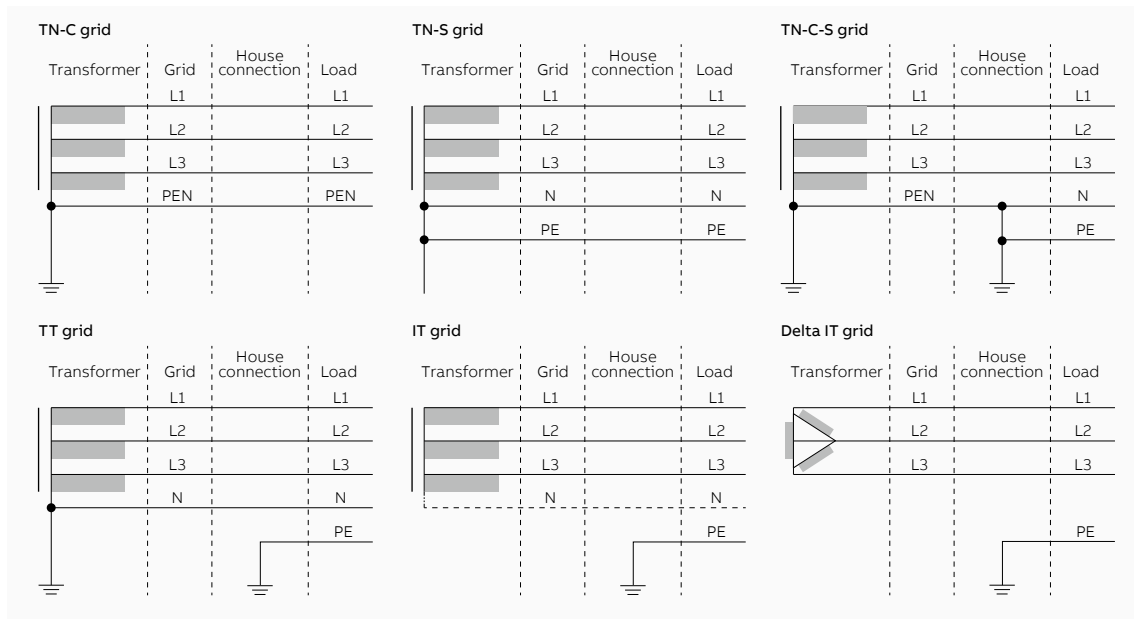 TN-C grid
Transformer Grid House connection Load
L1 L1
L2 L2
L3 L3
PEN PEN
TN-S grid
Transformer Grid House connection Load
L1 L1
L2 L2
L3 L3
N N
PE PE
TN-C-S grid
Transformer Grid House connection Load
L1 L1
L2 L2
L3 L3
PEN N
PE
TT grid
Transformer Grid House connection Load
L1 L1
L2 L2
L3 L3
N N
PE
IT grid
Transformer Grid House connection Load
L1 L1
L2 L2
L3 L3
N N
PE
Delta IT grid
Transformer Grid House connection Load
L1 L1
L2 L2
L3 L3
PE